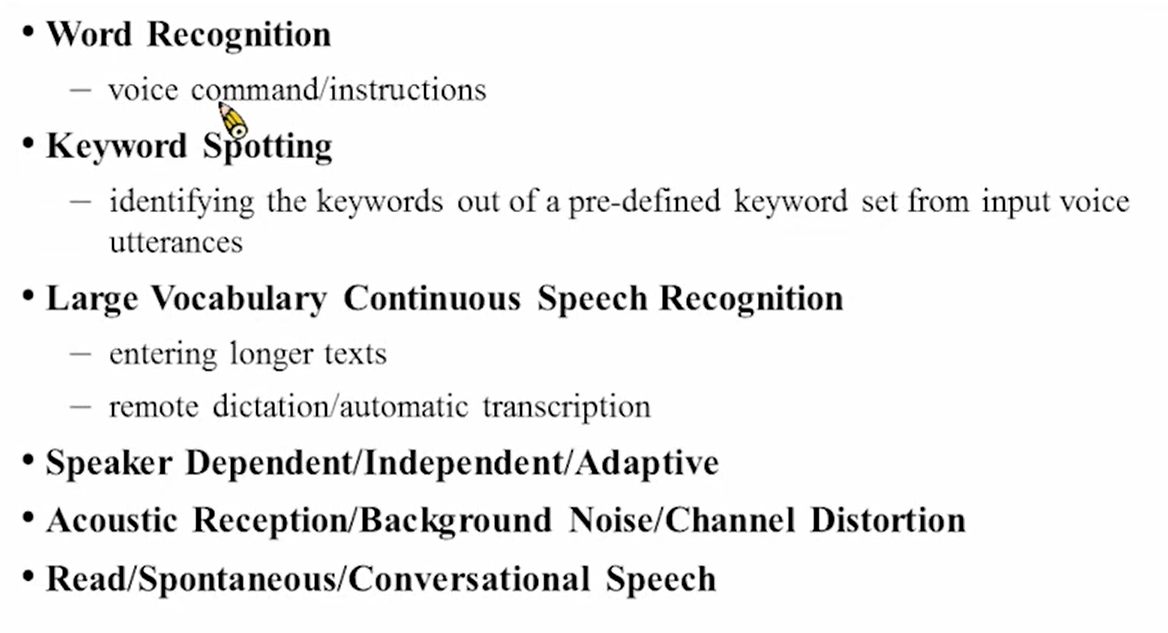 • Word Recognition
– voice command/instructions
• Keyword Spotting
– identifying the keywords out of a pre-defined keyword set from input voice
utterances
• Large Vocabulary Continuous Speech Recognition
– entering longer texts
– remote dictation/automatic transcription
• Speaker Dependent/Independent/Adaptive
• Acoustic Reception/Background Noise/Channel Distortion
• Read/Spontaneous/Conversational Speech